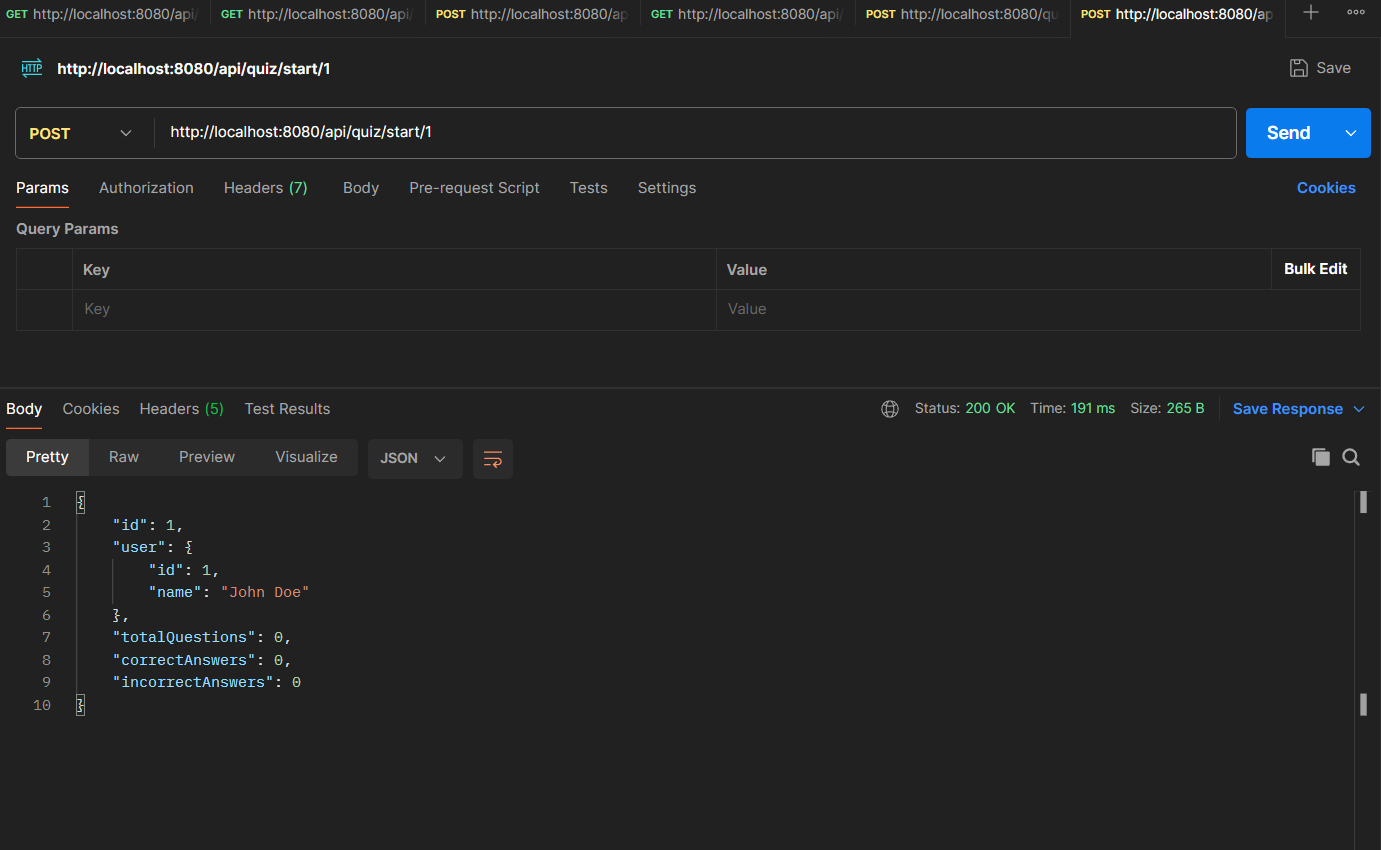 GET http://localhost:8080/api/ GET http://localhost:8080/api/ POST http://localhost:8080/ap GET http://localhost:8080/api/ POST http://localhost:8080/qu POST http://localhost:8080/ap
HTTP http://localhost:8080/api/quiz/start/1 Save
POST http://localhost:8080/api/quiz/start/1 Send
Params Authorization Headers (7) Body Pre-request Script Tests Settings Cookies
Query Params
Key Value Bulk Edit
Key Value
Body Cookies Headers (5) Test Results Status: 200 OK Time: 191 ms Size: 265 B Save Response
Pretty Raw Preview Visualize JSON
1 {
2 "id": 1,
3 "user": {
4 "id": 1,
5 "name": "John Doe"
6 },
7 "totalQuestions": 0,
8 "correctAnswers": 0,
9 "incorrectAnswers": 0
10 }